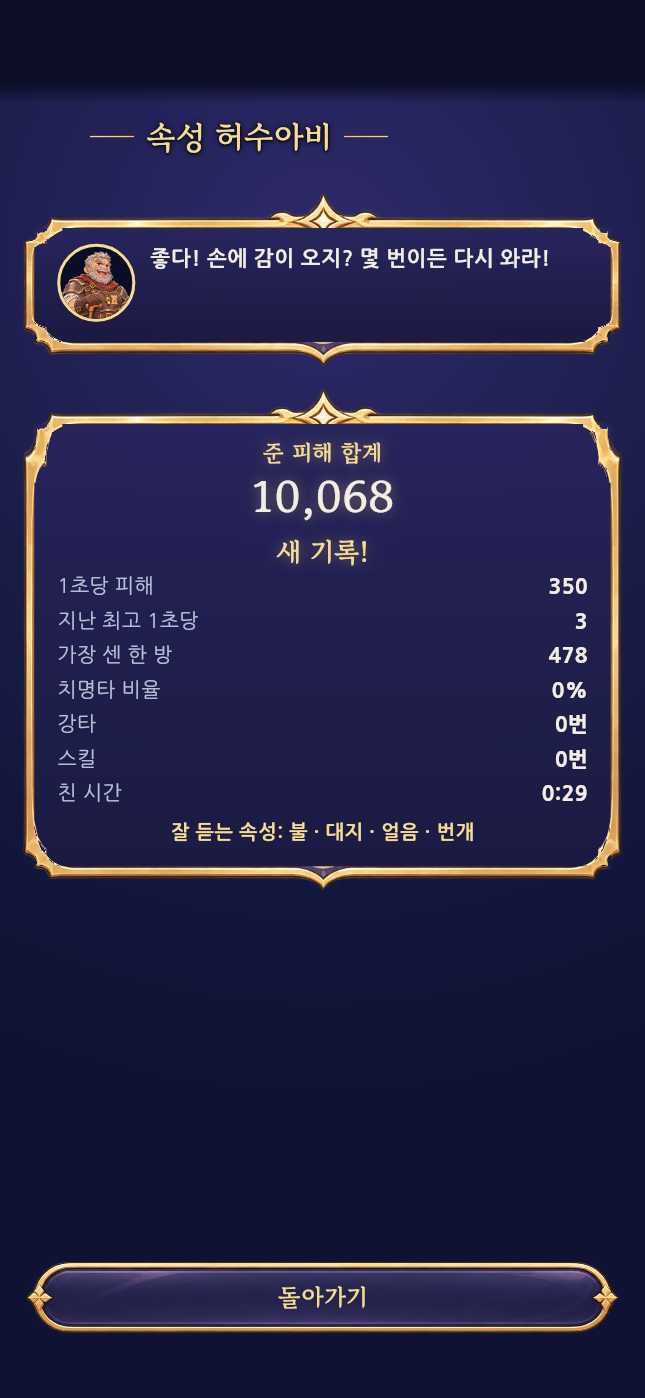 속성 허수아비
좋다! 손에 감이 오지? 몇 번이든 다시 와라!
준 피해 합계
10,068
새 기록!
1초당 피해 350
지난 최고 1초당 3
가장 센 한 방 478
치명타 비율 0%
강타 0번
스킬 0번
친 시간 0:29
잘 듣는 속성: 불 · 대지 · 얼음 · 번개
돌아가기